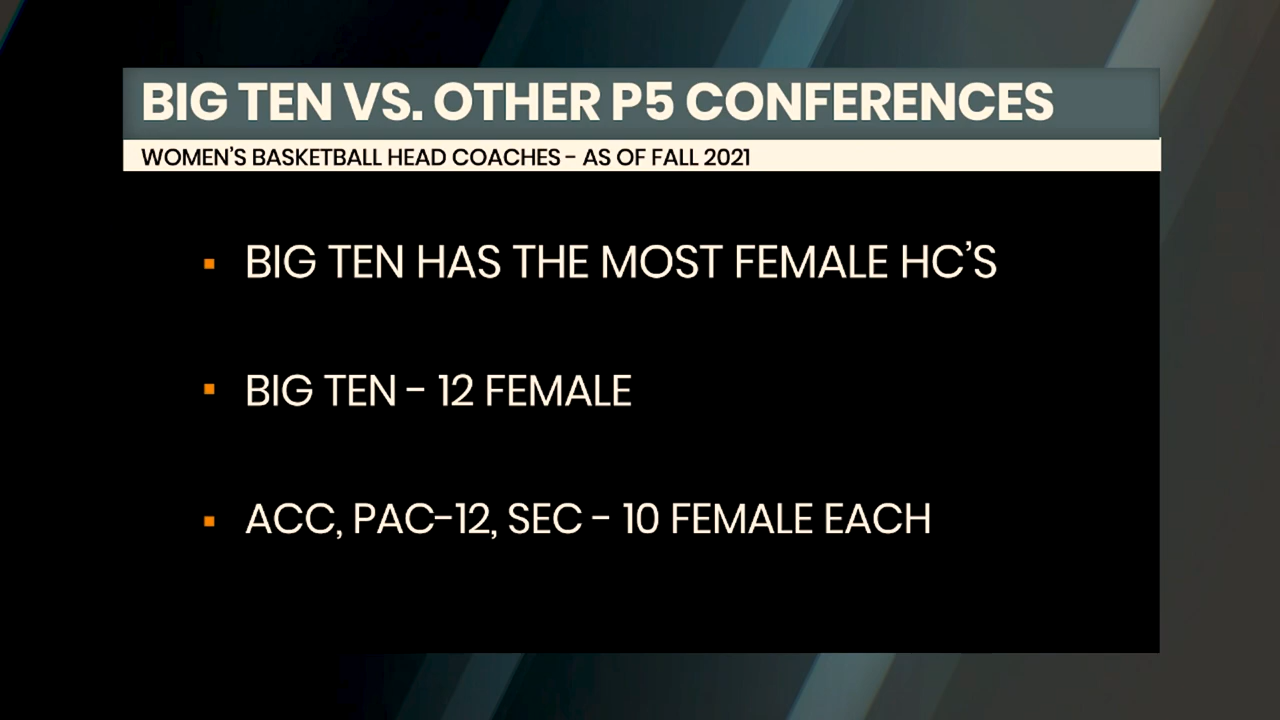 BIG TEN VS. OTHER P5 CONFERENCES
WOMEN'S BASKETBALL HEAD COACHES - AS OF FALL 2021
▪ BIG TEN HAS THE MOST FEMALE HC'S
▪ BIG TEN - 12 FEMALE
▪ ACC, PAC-12, SEC - 10 FEMALE EACH